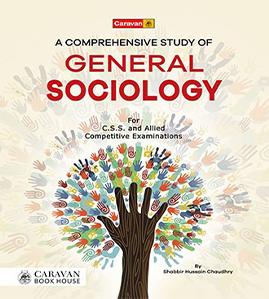 Caravan
A COMPREHENSIVE STUDY OF
GENERAL
SOCIOLOGY
For
C.S.S. and Allied
Competitive Examinations
By
Shabbir Hussain Chaudhry
CARAVAN
BOOK HOUSE